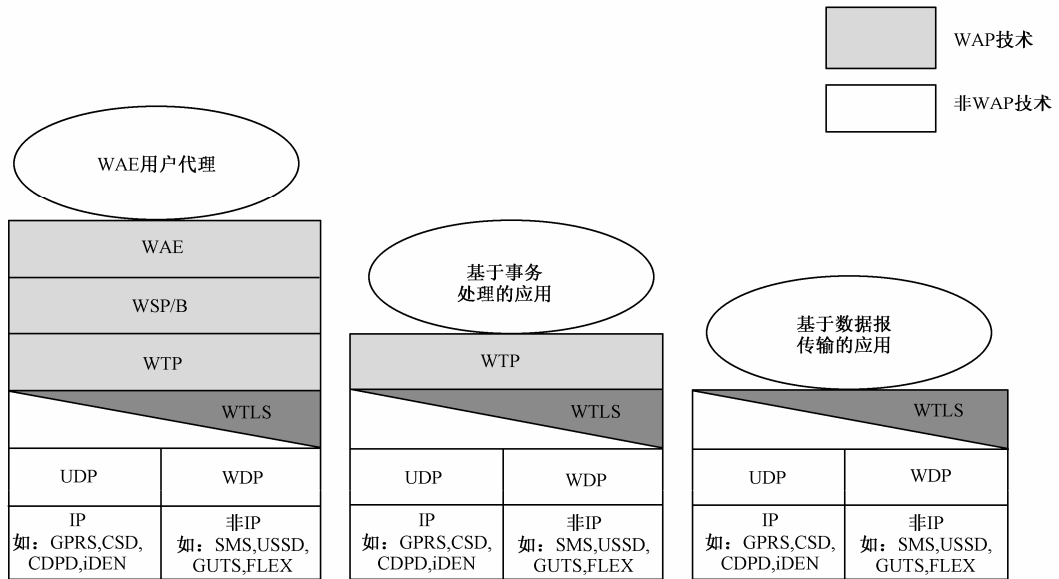 WAP技术
非WAP技术
WAE用户代理
WAE
WSP/B
WTP
WTLS
UDP
WDP
IP
如：GPRS,CSD,
CDPD,iDEN
非IP
如：SMS,USSD,
GUTS,FLEX
基于事务
处理的应用
WTP
WTLS
UDP
WDP
IP
如：GPRS,CSD,
CDPD,iDEN
非IP
如：SMS,USSD,
GUTS,FLEX
基于数据报
传输的应用
WTLS
UDP
WDP
IP
如：GPRS,CSD,
CDPD,iDEN
非IP
如：SMS,USSD,
GUTS,FLEX